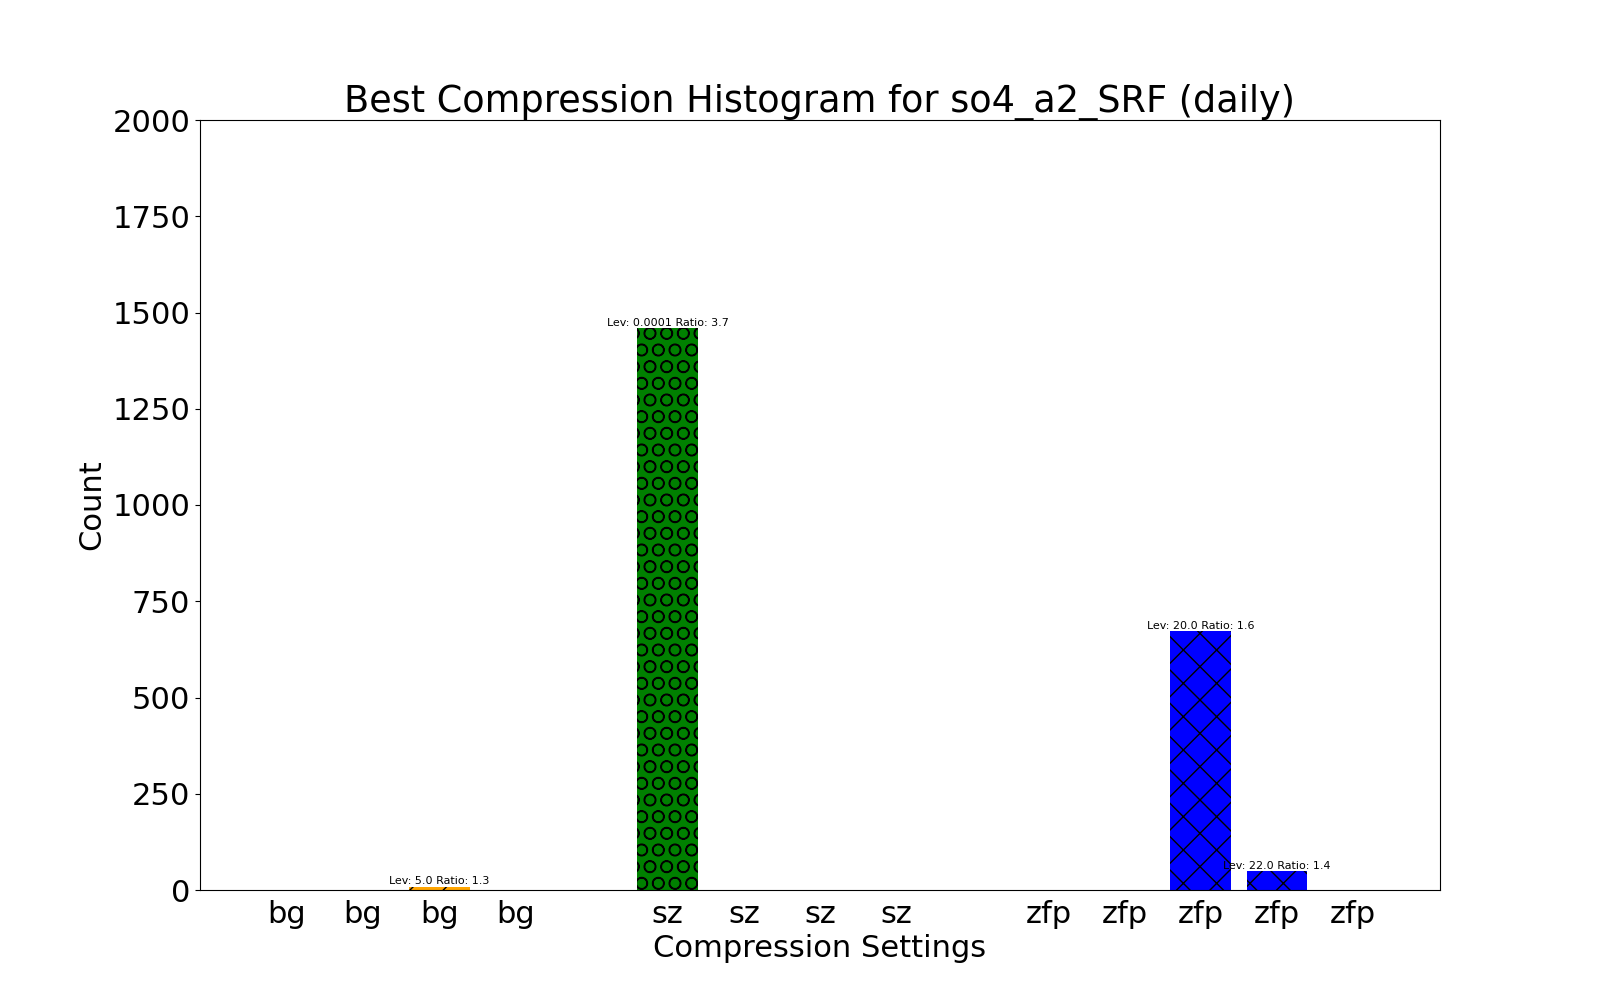 Best Compression Histogram for so4_a2_SRF (daily)
2000
1750
1500
1250
1000
750
500
250
0
Count
Lev: 0.0001 Ratio: 3.7
Lev: 20.0 Ratio: 1.6
Lev: 22.0 Ratio: 1.4
Lev: 5.0 Ratio: 1.3
bg bg bg bg sz sz sz sz zfp zfp zfp zfp zfp
Compression Settings